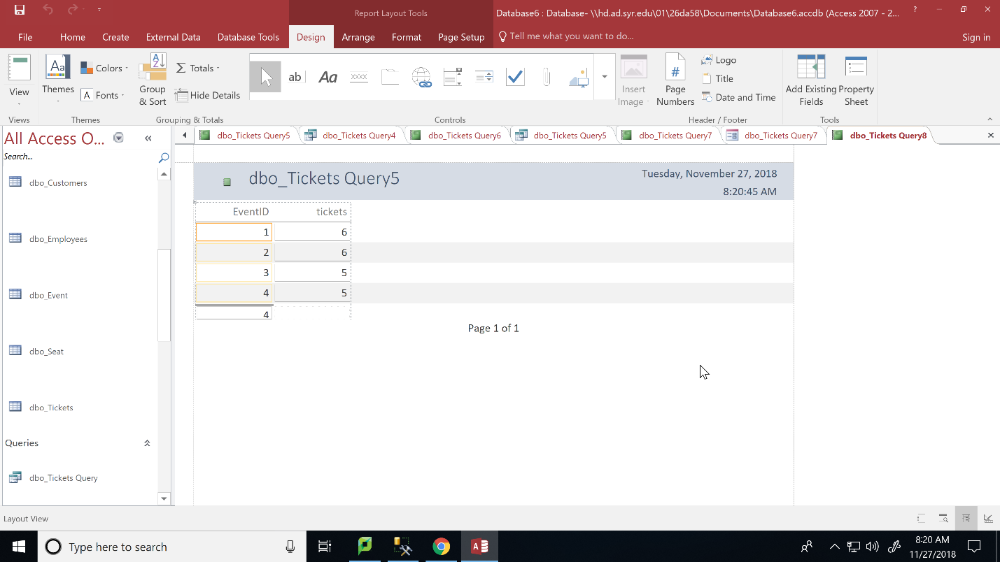 Report Layout Tools
Database6 : Database- \\hd.ad.syr.edu\01\26da58\Documents\Database6.accdb (Access 2007 - 2...
?
File Home Create External Data Database Tools Design Arrange Format Page Setup Tell me what you want to do... Sign in
View
Views
Aa
Themes
Colors
A Fonts
Themes
A
Z
Group & Sort
Σ Totals
Hide Details
Grouping & Totals
ab Aa XXXX
Controls
Insert Image
#
Page Numbers
Logo
Title
Date and Time
Header / Footer
Add Existing Fields
Property Sheet
Tools
All Access O...
Search...
dbo_Customers
dbo_Employees
dbo_Event
dbo_Seat
dbo_Tickets
Queries
dbo_Tickets Query
dbo_Tickets Query5 dbo_Tickets Query4 dbo_Tickets Query6 dbo_Tickets Query5 dbo_Tickets Query7 dbo_Tickets Query7 dbo_Tickets Query8
dbo_Tickets Query5
Tuesday, November 27, 2018
8:20:45 AM
EventID tickets
1 6
2 6
3 5
4 5
4
Page 1 of 1
Layout View
Type here to search
A
8:20 AM
11/27/2018